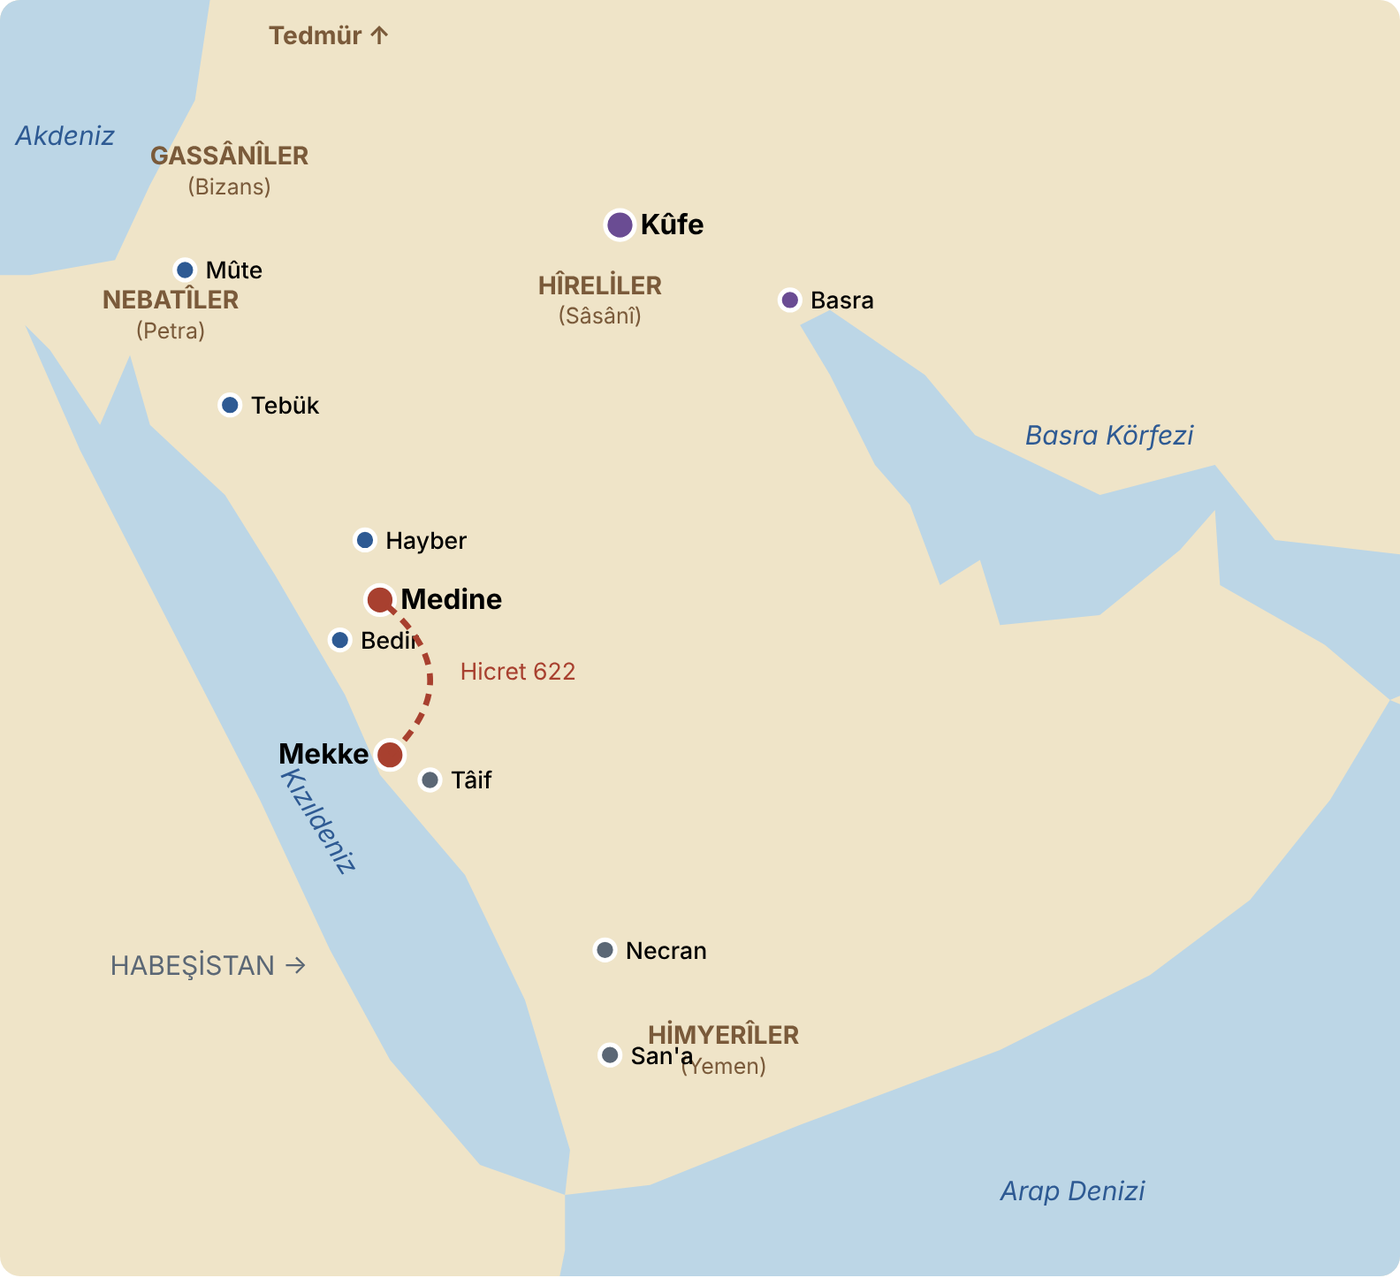 Tedmür ↑
Akdeniz
GASSÂNÎLER
(Bizans)
Kûfe
Mûte
HÎRELİLER
(Sâsânî)
NEBATÎLER
(Petra)
Basra
Tebük
Basra Körfezi
Hayber
Medine
Bedir
Hicret 622
Mekke
Tâif
Kızıldeniz
Necran
HABEŞİSTAN →
HİMYERÎLER
San'a
(Yemen)
Arap Denizi